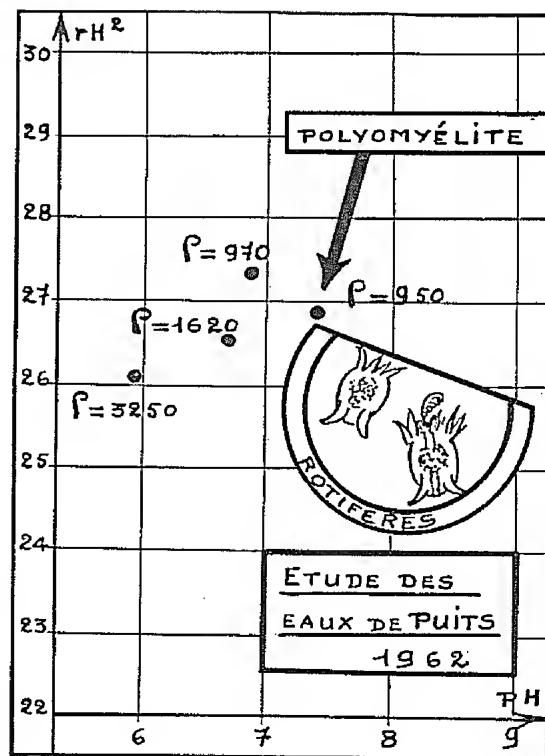 rH²
30
29
POLYOMYÉLITE
28
ρ=970
27
ρ=950
ρ=1620
26
ρ=3250
25
ROTIFERES
24
ETUDE DES
EAUX DE PUITS
1962
23
22
PH
6 7 8 9